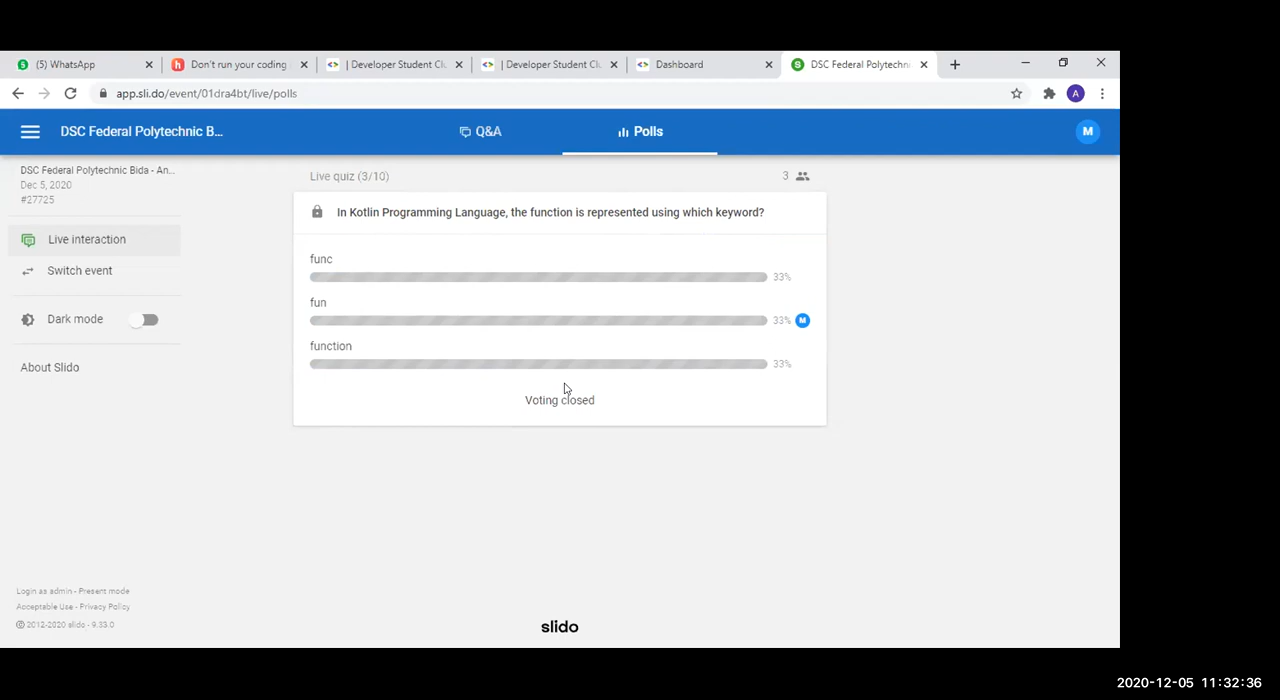 (5) WhatsApp
Don't run your coding
| Developer Student Clu
| Developer Student Clu
Dashboard
DSC Federal Polytechni
app.sli.do/event/01dra4bt/live/polls
A
DSC Federal Polytechnic B...
Q&A
Polls
M
DSC Federal Polytechnic Bida - An...
Dec 5, 2020
#27725
Live interaction
Switch event
Dark mode
About Slido
Live quiz (3/10)
3
In Kotlin Programming Language, the function is represented using which keyword?
func
33%
fun
33% M
function
33%
Voting closed
Login as admin - Present mode
Acceptable Use - Privacy Policy
© 2012-2020 slido - 9.33.0
slido
2020-12-05 11:32:36